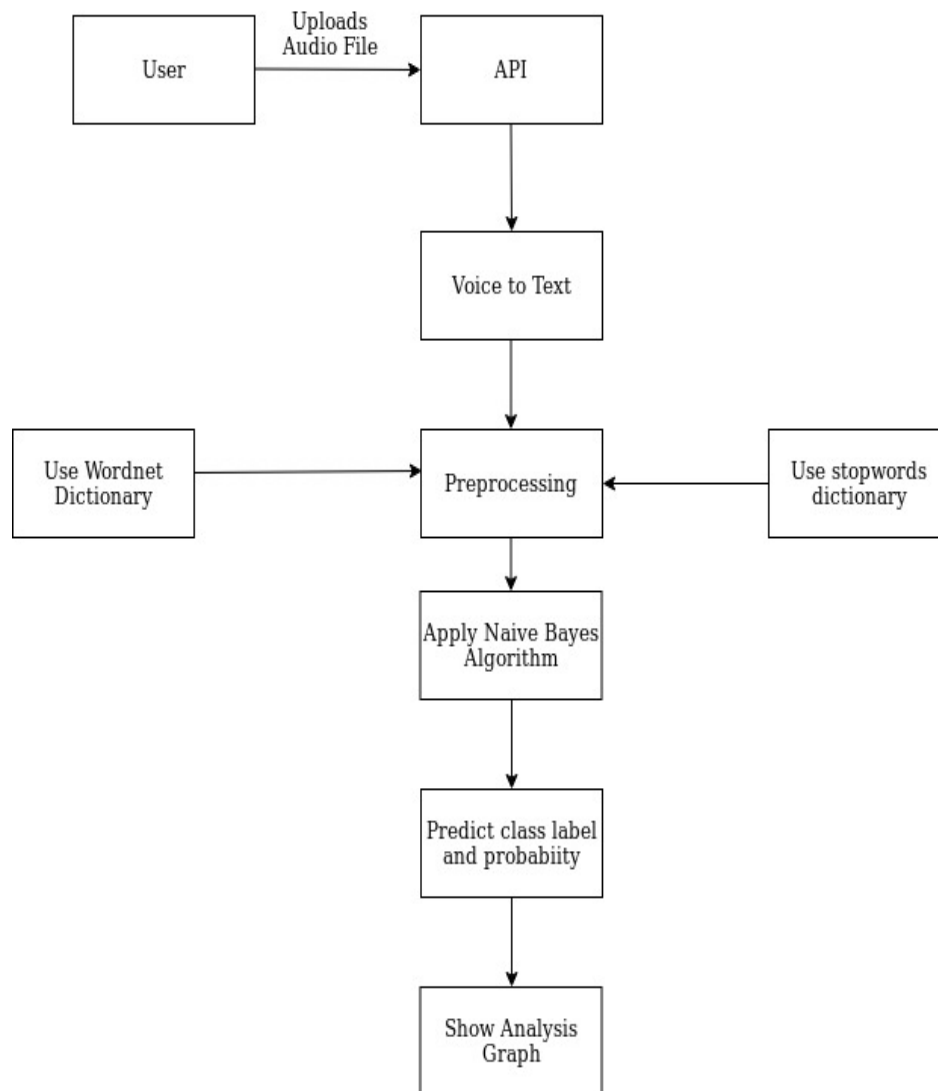 Uploads
Audio File
User
API
Voice to Text
Use Wordnet
Dictionary
Preprocessing
Use stopwords
dictionary
Apply Naive Bayes
Algorithm
Predict class label
and probabiity
Show Analysis
Graph